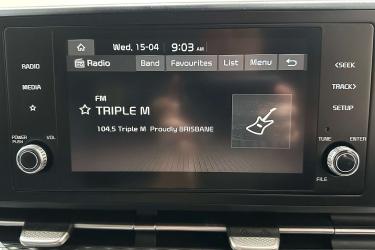 Wed, 15-04 9:03 AM
Radio Band Favourites List Menu
FM
TRIPLE M
104.5 Triple M Proudly BRISBANE
RADIO
MEDIA
POWER PUSH VOL
<SEEK
TRACK>
SETUP
TUNE ENTER
FILE